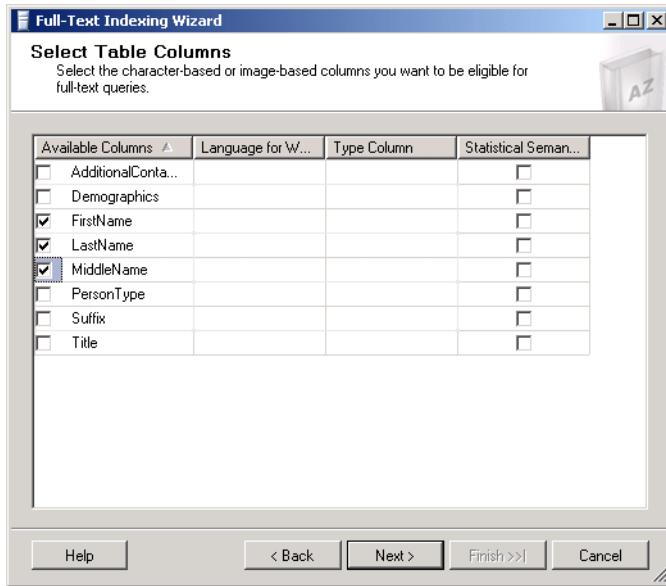 Full-Text Indexing Wizard
Select Table Columns
Select the character-based or image-based columns you want to be eligible for
full-text queries.
AZ
Available Columns Language for W... Type Column Statistical Seman...
AdditionalConta...
Demographics
FirstName
LastName
MiddleName
PersonType
Suffix
Title
Help < Back Next > Finish >>| Cancel